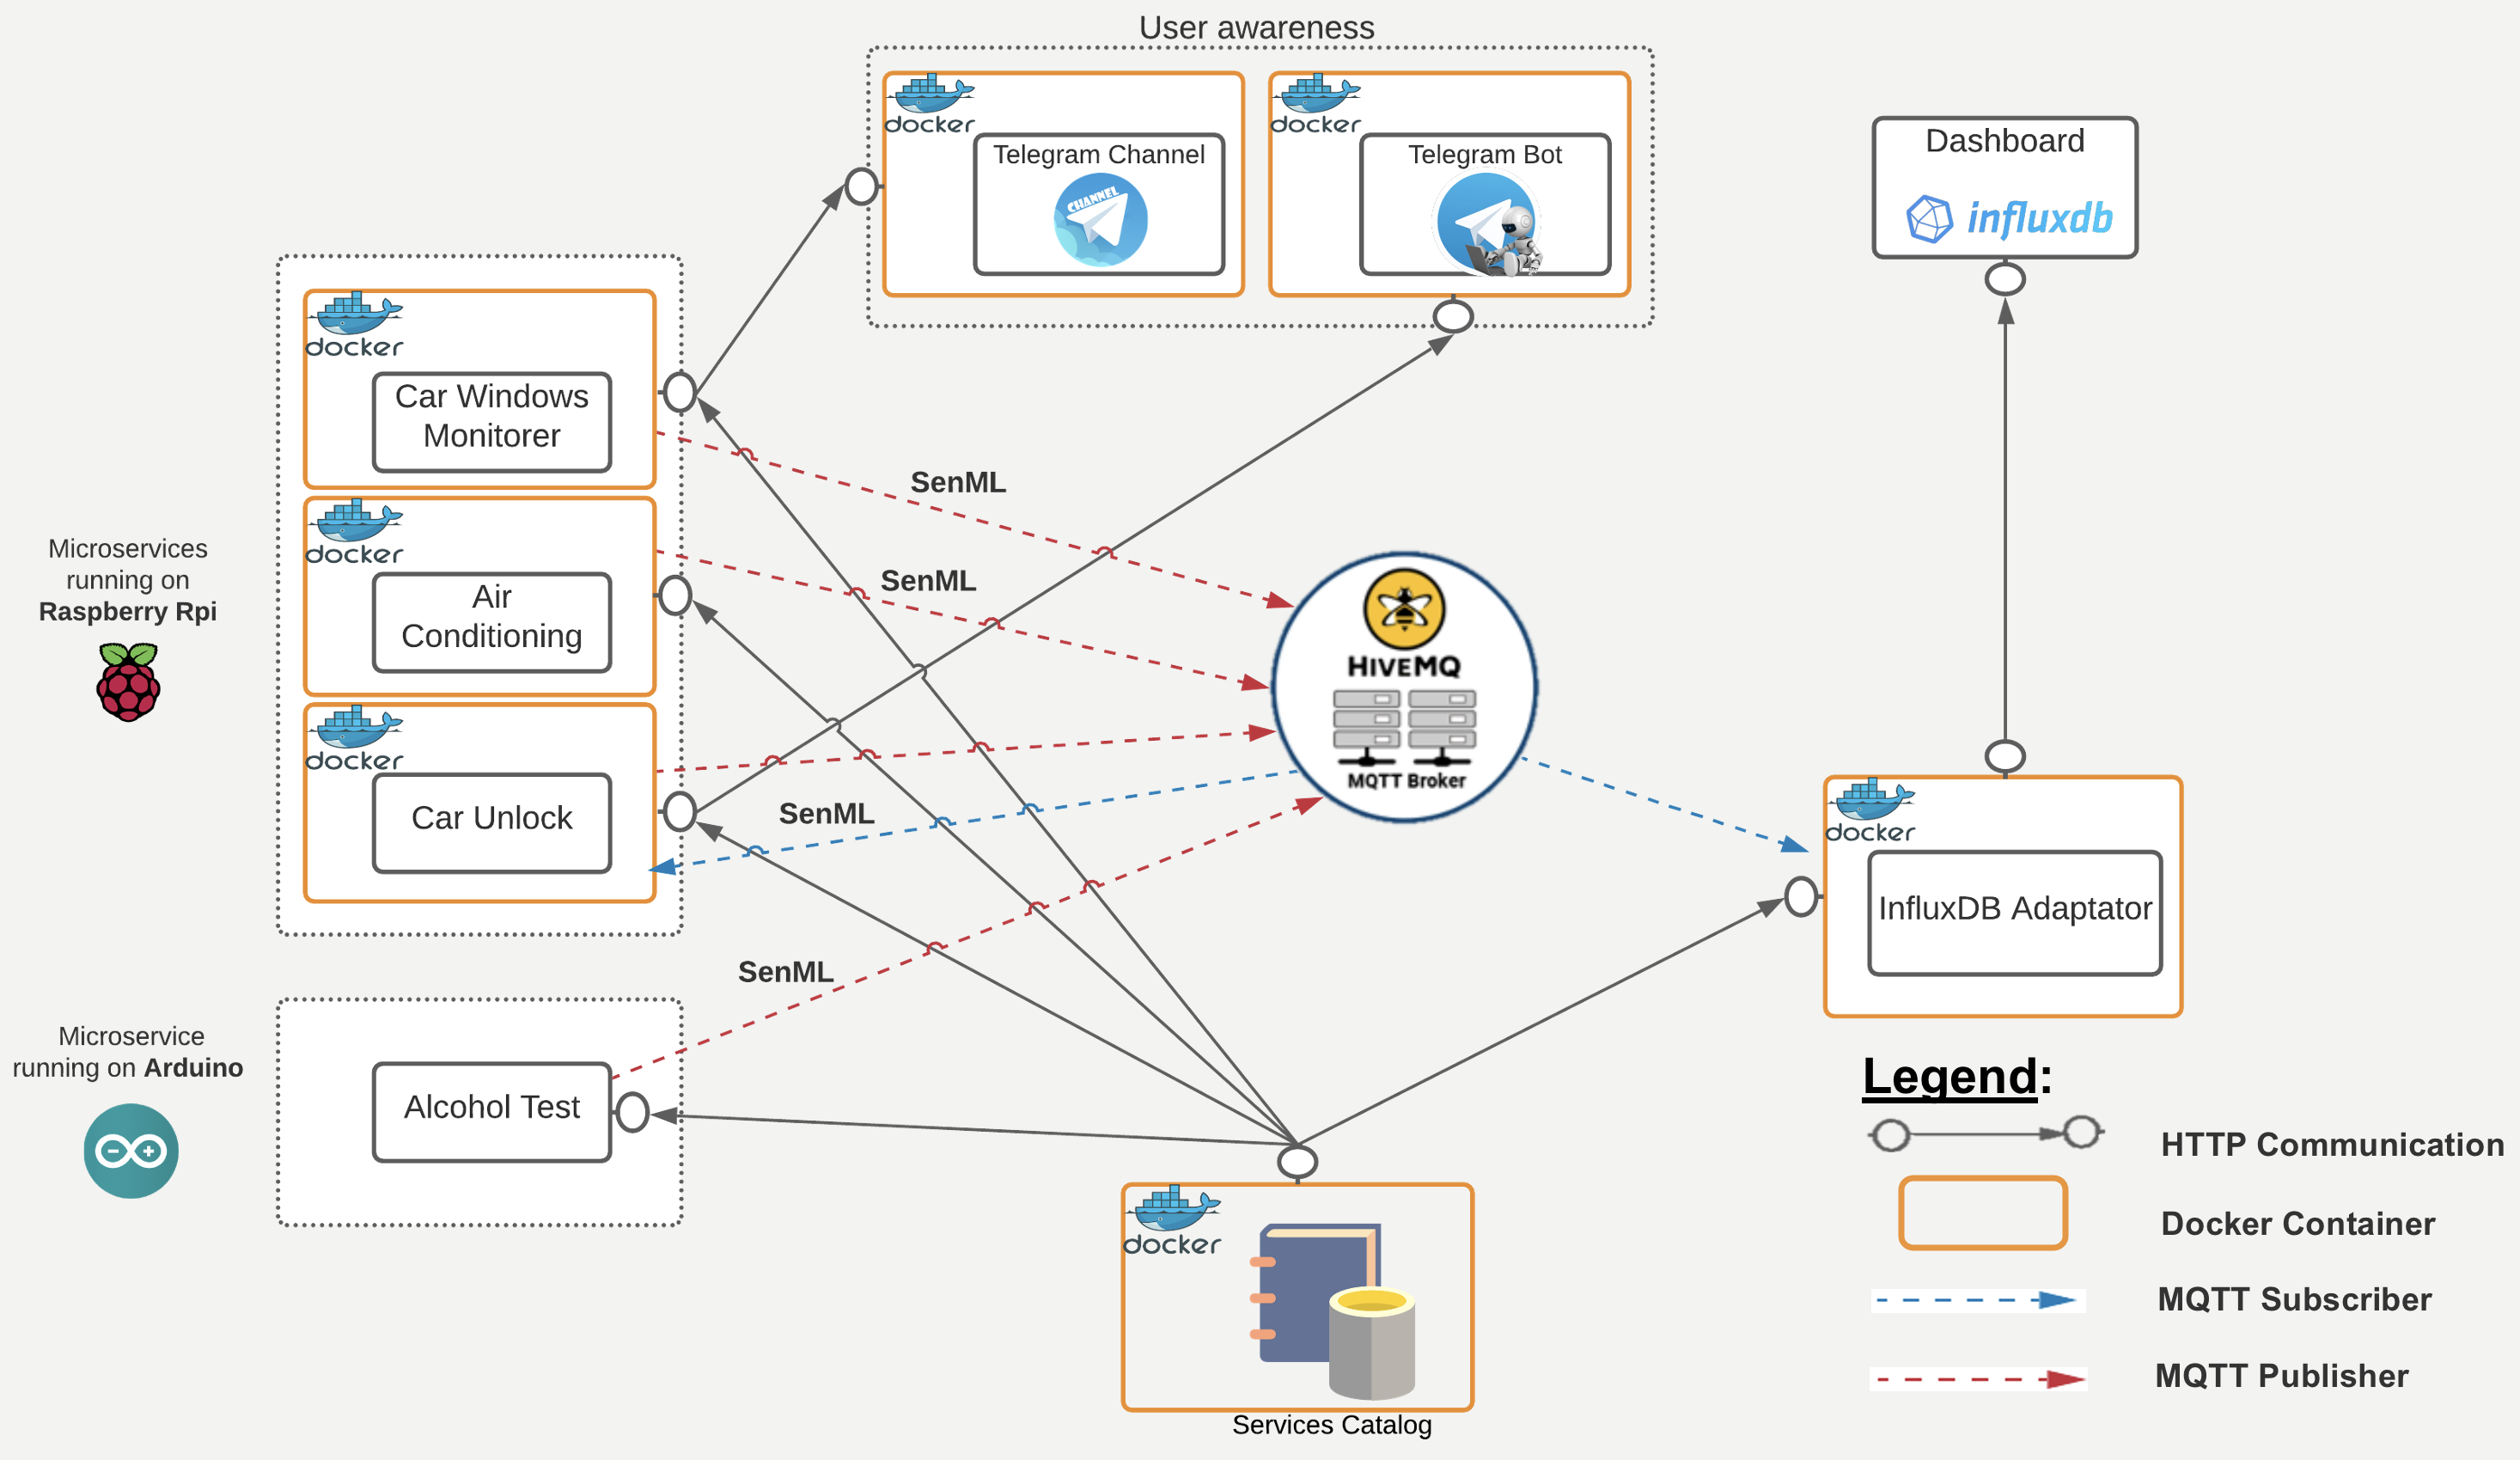 User awareness
docker
Telegram Channel
CHANNEL
docker
Telegram Bot
Dashboard
influxdb
docker
Car Windows
Monitorer
docker
Air
Conditioning
docker
Car Unlock
Microservices
running on
Raspberry Rpi
SenML
SenML
SenML
SenML
HIVEMQ
MQTT Broker
docker
InfluxDB Adaptator
Microservice
running on Arduino
Alcohol Test
docker
Services Catalog
Legend:
HTTP Communication
Docker Container
MQTT Subscriber
MQTT Publisher